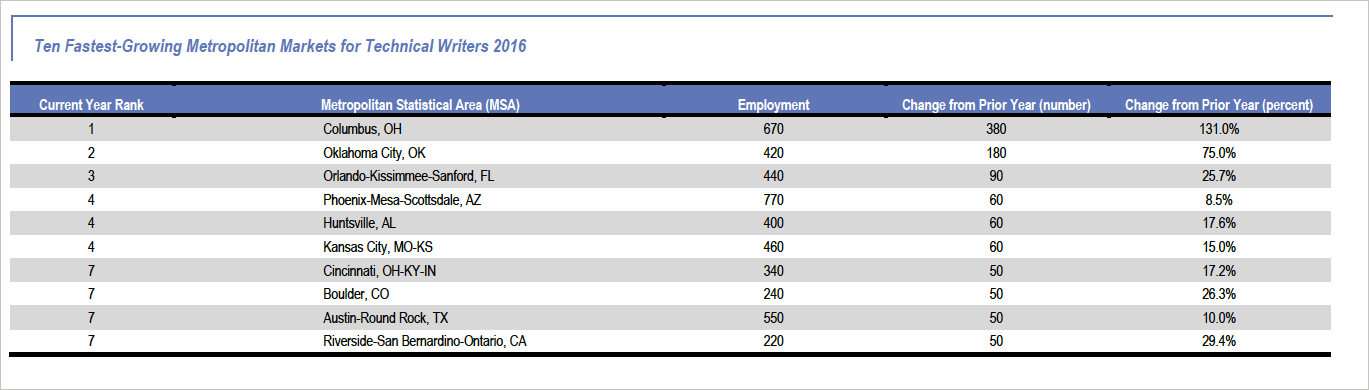 Ten Fastest-Growing Metropolitan Markets for Technical Writers 2016
Current Year Rank Metropolitan Statistical Area (MSA) Employment Change from Prior Year (number) Change from Prior Year (percent)
1 Columbus, OH 670 380 131.0%
2 Oklahoma City, OK 420 180 75.0%
3 Orlando-Kissimmee-Sanford, FL 440 90 25.7%
4 Phoenix-Mesa-Scottsdale, AZ 770 60 8.5%
4 Huntsville, AL 400 60 17.6%
4 Kansas City, MO-KS 460 60 15.0%
7 Cincinnati, OH-KY-IN 340 50 17.2%
7 Boulder, CO 240 50 26.3%
7 Austin-Round Rock, TX 550 50 10.0%
7 Riverside-San Bernardino-Ontario, CA 220 50 29.4%